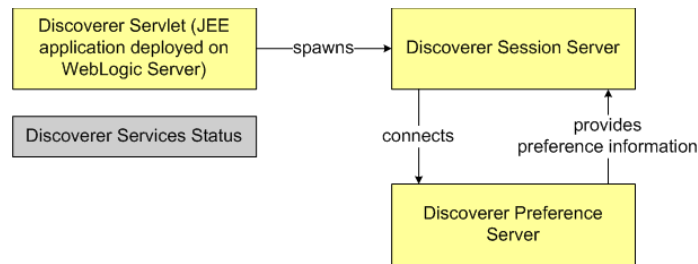 Discoverer Servlet (JEE
application deployed on
WebLogic Server)
spawns
Discoverer Session Server
Discoverer Services Status
connects
provides
preference information
Discoverer Preference
Server